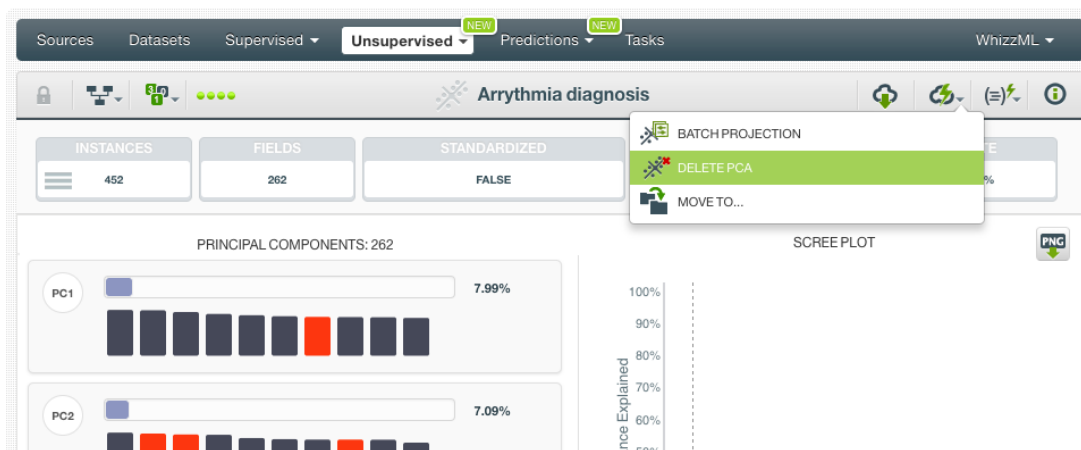 NEW NEW
Sources Datasets Supervised Unsupervised Predictions Tasks WhizzML
Arrythmia diagnosis
BATCH PROJECTION
DELETE PCA
MOVE TO...
INSTANCES FIELDS STANDARDIZED
452 262 FALSE %
PRINCIPAL COMPONENTS: 262 SCREE PLOT PNG
PC1 7.99%
100%
90%
80%
70%
60%
Explained
PC2 7.09%